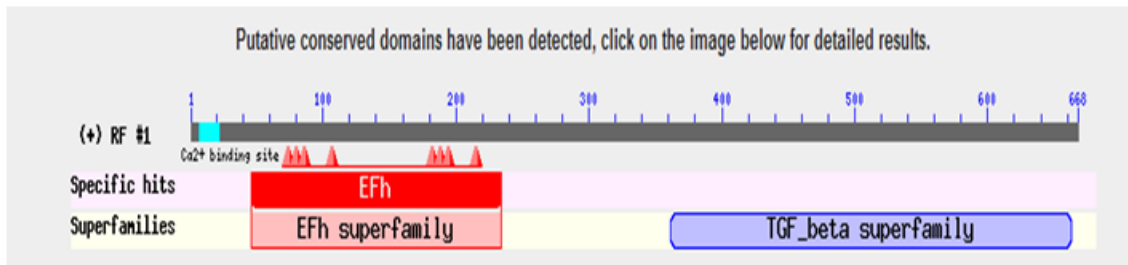 Putative conserved domains have been detected, click on the image below for detailed results.
1 100 200 300 400 500 600 668
(+) RF #1
Ca2+ binding site
Specific hits EFh
Superfamilies EFh superfamily TGF_beta superfamily